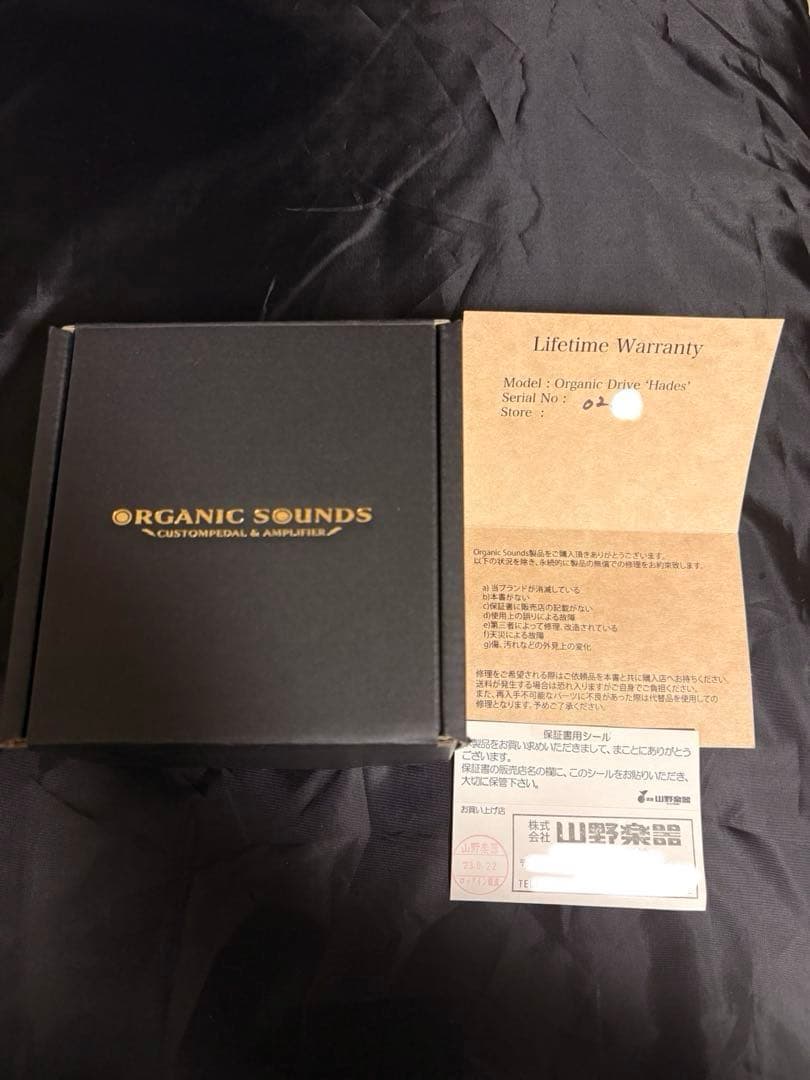 ORGANIC SOUNDS
CUSTOMPEDAL & AMPLIFIER
Lifetime Warranty
Model : Organic Drive ‘Hades’
Serial No : 02
Store :
Organic Sounds製品をご購入頂きありがとうございます。
以下の状況を除き、永続的に製品の無償での修理をお約束致します。
a) 当ブランドが消滅している
b)本書がない
c)保証書に販売店の記載がない
d)使用上の誤りによる故障
e)第三者によって修理、改造されている
f)天災による故障
g)傷、汚れなどの外見上の変化
修理をご希望される際はご依頼品を本書と共に購入店へお持ちください。
送料が発生する場合は恐れ入りますがご自身でご負担ください。
また、再入手不可能なパーツに不良があった際は代替品を使用しての
修理となります。予めご了承ください。
保証書用シール
製品をお買い求めいただきまして、まことにありがとう
ございます。
保証書の販売店名の欄に、このシールをお貼りいただき、
大切に保管下さい。
山野楽器
お買い上げ店
株式会社 山野楽器
TEL
山野楽器
ロックイン